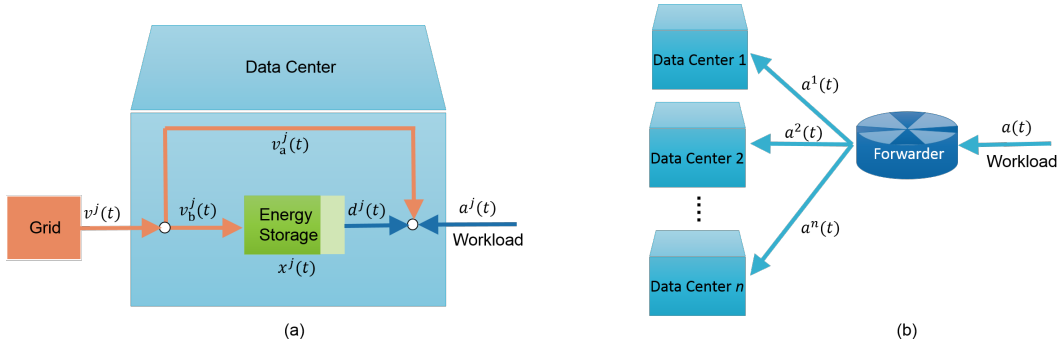 Data Center
v_a^j(t)
Grid
v^j(t)
v_b^j(t)
Energy
Storage
x^j(t)
d^j(t)
a^j(t)
Workload
(a)
Data Center 1
Data Center 2
⋮
Data Center n
a^1(t)
a^2(t)
a^n(t)
Forwarder
a(t)
Workload
(b)